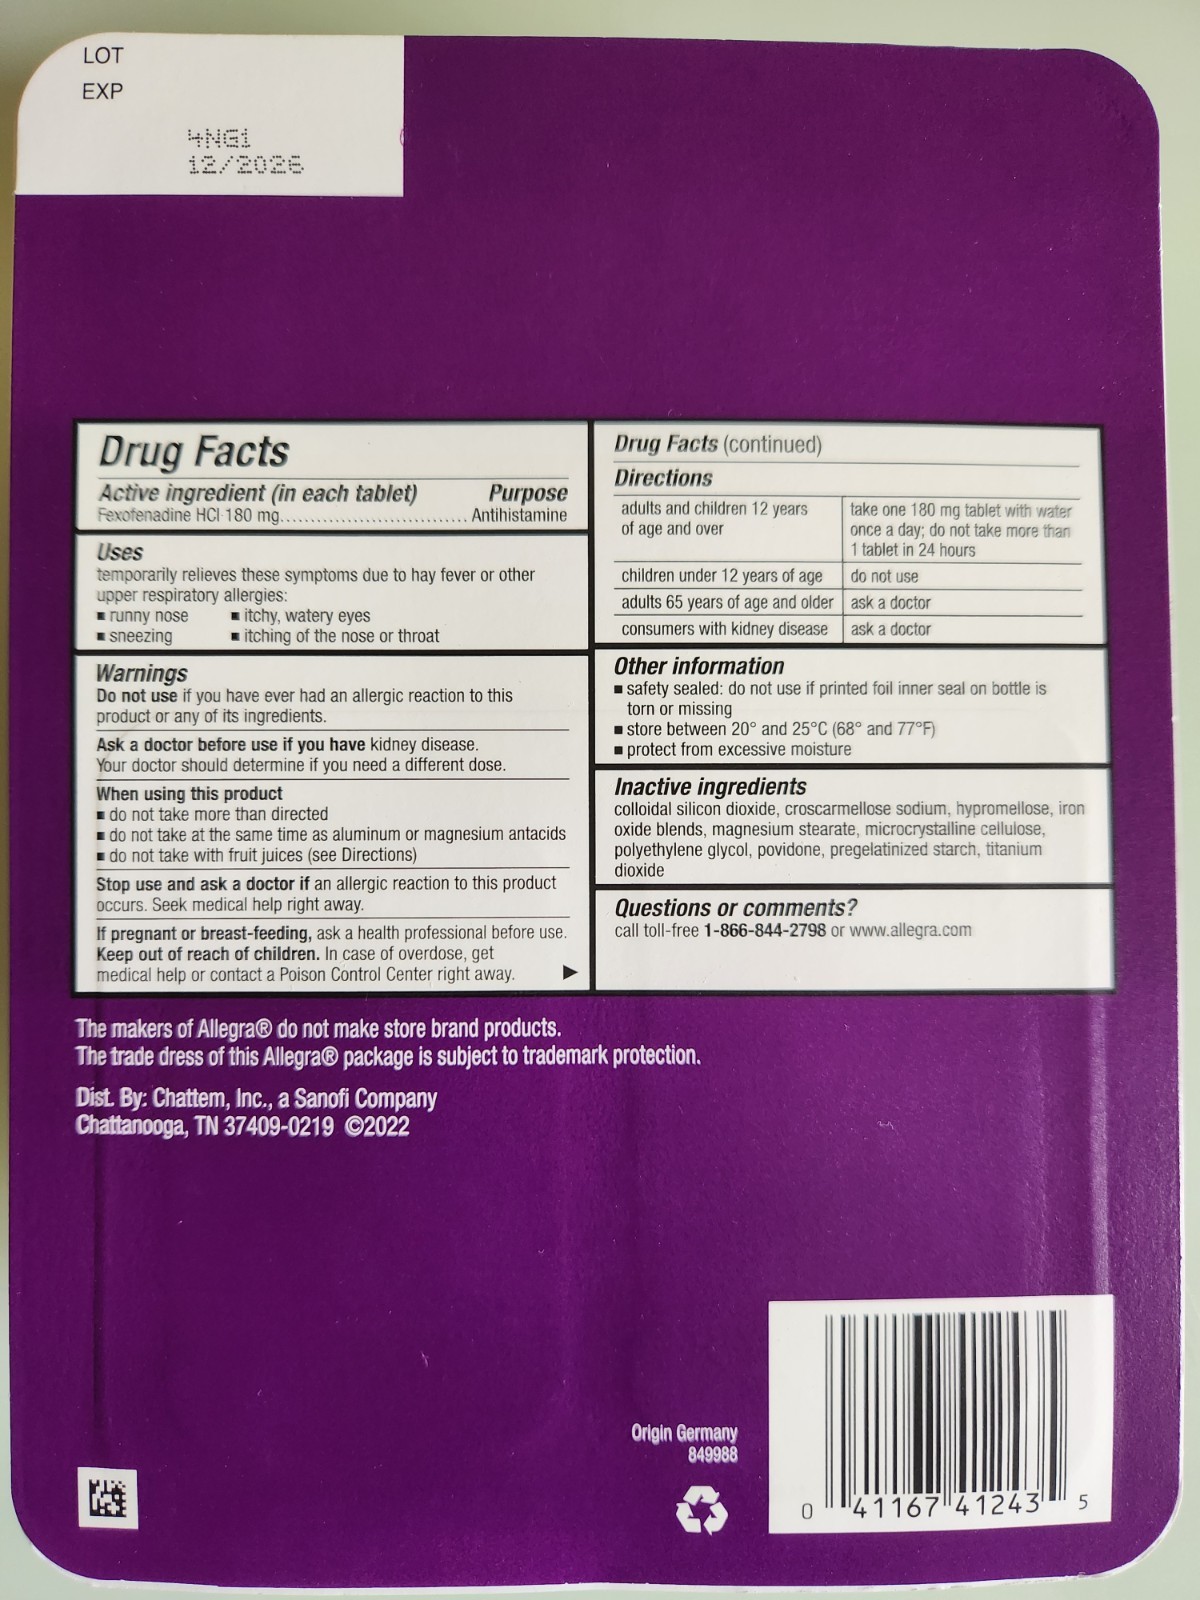 LOT
EXP
4NG1
12/2026
Drug Facts
Active ingredient (in each tablet) Purpose
Fexofenadine HCl 180 mg............................. Antihistamine
Uses
temporarily relieves these symptoms due to hay fever or other
upper respiratory allergies:
■ runny nose ■ itchy, watery eyes
■ sneezing ■ itching of the nose or throat
Warnings
Do not use if you have ever had an allergic reaction to this
product or any of its ingredients.
Ask a doctor before use if you have kidney disease.
Your doctor should determine if you need a different dose.
When using this product
■ do not take more than directed
■ do not take at the same time as aluminum or magnesium antacids
■ do not take with fruit juices (see Directions)
Stop use and ask a doctor if an allergic reaction to this product
occurs. Seek medical help right away.
If pregnant or breast-feeding, ask a health professional before use.
Keep out of reach of children. In case of overdose, get
medical help or contact a Poison Control Center right away. ▶
Drug Facts (continued)
Directions
adults and children 12 years
of age and over
take one 180 mg tablet with water
once a day; do not take more than
1 tablet in 24 hours
children under 12 years of age do not use
adults 65 years of age and older ask a doctor
consumers with kidney disease ask a doctor
Other information
■ safety sealed: do not use if printed foil inner seal on bottle is
torn or missing
■ store between 20° and 25°C (68° and 77°F)
■ protect from excessive moisture
Inactive ingredients
colloidal silicon dioxide, croscarmellose sodium, hypromellose, iron
oxide blends, magnesium stearate, microcrystalline cellulose,
polyethylene glycol, povidone, pregelatinized starch, titanium
dioxide
Questions or comments?
call toll-free 1-866-844-2798 or www.allegra.com
The makers of Allegra® do not make store brand products.
The trade dress of this Allegra® package is subject to trademark protection.
Dist. By: Chattem, Inc., a Sanofi Company
Chattanooga, TN 37409-0219 ©2022
Origin Germany
849988
0 41167 41243 5